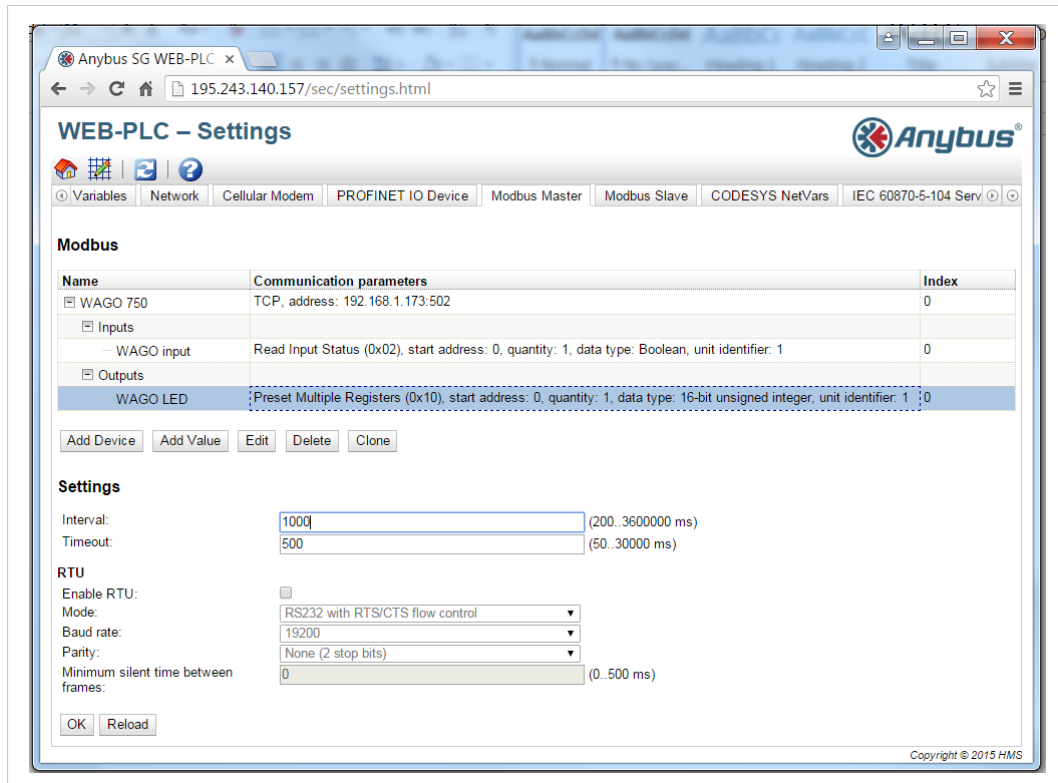 Anybus SG WEB-PLC ×
195.243.140.157/sec/settings.html
WEB-PLC – Settings
Anybus®
Variables Network Cellular Modem PROFINET IO Device Modbus Master Modbus Slave CODESYS NetVars IEC 60870-5-104 Serv
Modbus
Name Communication parameters Index
WAGO 750 TCP, address: 192.168.1.173:502 0
Inputs
WAGO input Read Input Status (0x02), start address: 0, quantity: 1, data type: Boolean, unit identifier: 1 0
Outputs
WAGO LED Preset Multiple Registers (0x10), start address: 0, quantity: 1, data type: 16-bit unsigned integer, unit identifier: 1 0
Add Device Add Value Edit Delete Clone
Settings
Interval: 1000 (200..3600000 ms)
Timeout: 500 (50..30000 ms)
RTU
Enable RTU:
Mode: RS232 with RTS/CTS flow control
Baud rate: 19200
Parity: None (2 stop bits)
Minimum silent time between 0 (0..500 ms)
frames:
OK Reload
Copyright © 2015 HMS